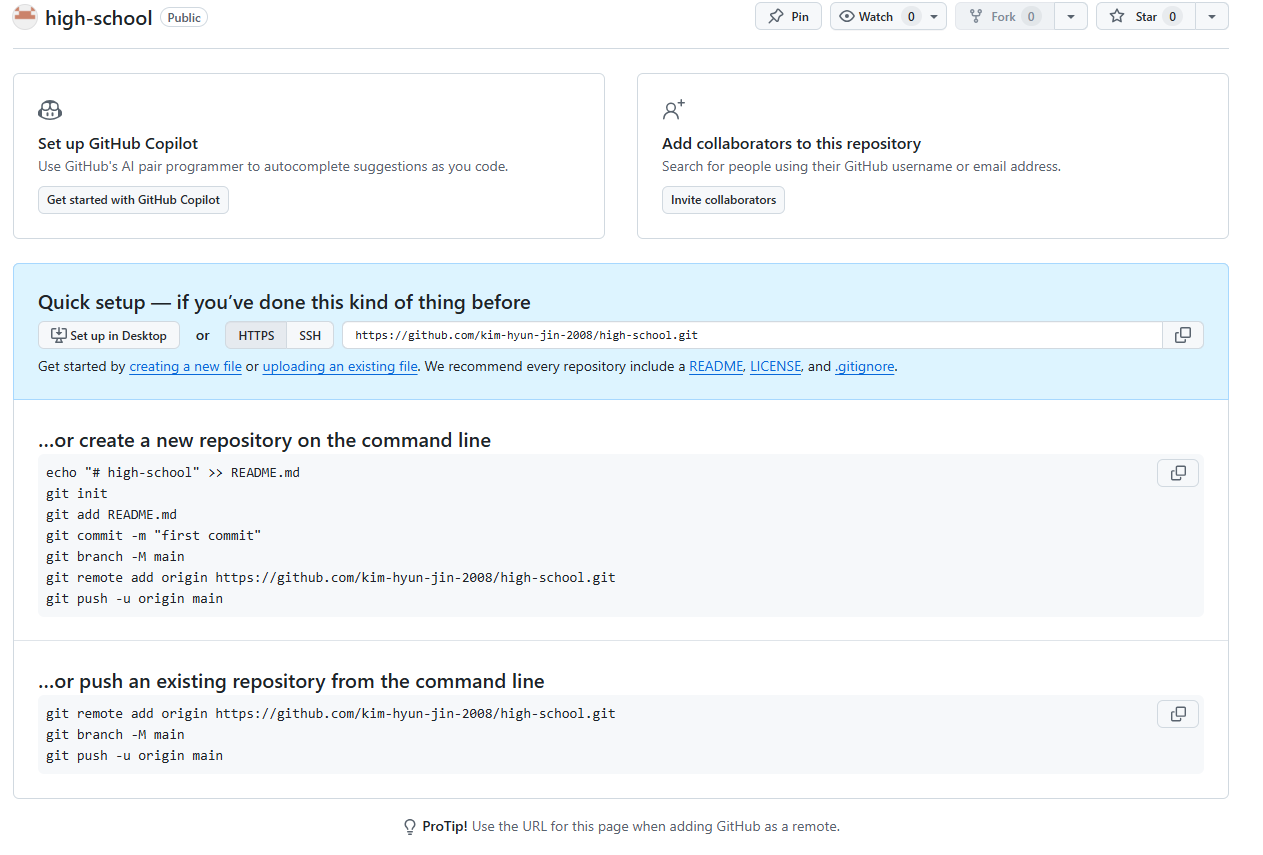 high-school Public Pin Watch 0 Fork 0 Star 0
Set up GitHub Copilot
Use GitHub's AI pair programmer to autocomplete suggestions as you code.
Get started with GitHub Copilot
Add collaborators to this repository
Search for people using their GitHub username or email address.
Invite collaborators
Quick setup — if you’ve done this kind of thing before
Set up in Desktop or HTTPS SSH https://github.com/kim-hyun-jin-2008/high-school.git
Get started by creating a new file or uploading an existing file. We recommend every repository include a README, LICENSE, and .gitignore.
…or create a new repository on the command line
echo "# high-school" >> README.md
git init
git add README.md
git commit -m "first commit"
git branch -M main
git remote add origin https://github.com/kim-hyun-jin-2008/high-school.git
git push -u origin main
…or push an existing repository from the command line
git remote add origin https://github.com/kim-hyun-jin-2008/high-school.git
git branch -M main
git push -u origin main
ProTip! Use the URL for this page when adding GitHub as a remote.